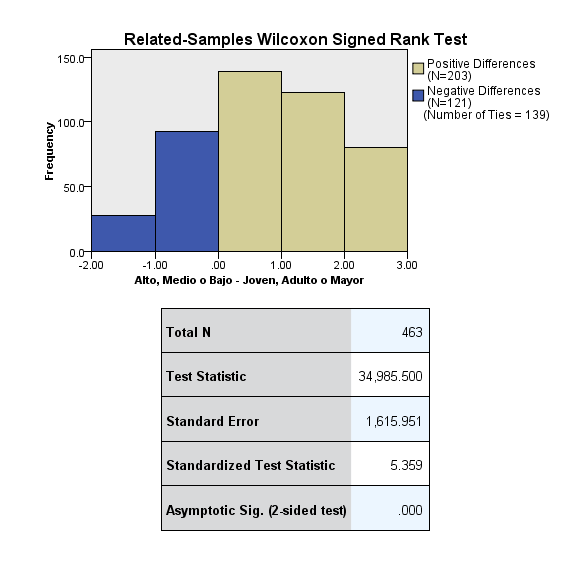 Related-Samples Wilcoxon Signed Rank Test
150.0
100.0
50.0
0.0
Frequency
-2.00 -1.00 .00 1.00 2.00 3.00
Alto, Medio o Bajo - Joven, Adulto o Mayor
Positive Differences
(N=203)
Negative Differences
(N=121)
(Number of Ties = 139)
Total N 463
Test Statistic 34,985.500
Standard Error 1,615.951
Standardized Test Statistic 5.359
Asymptotic Sig. (2-sided test) .000